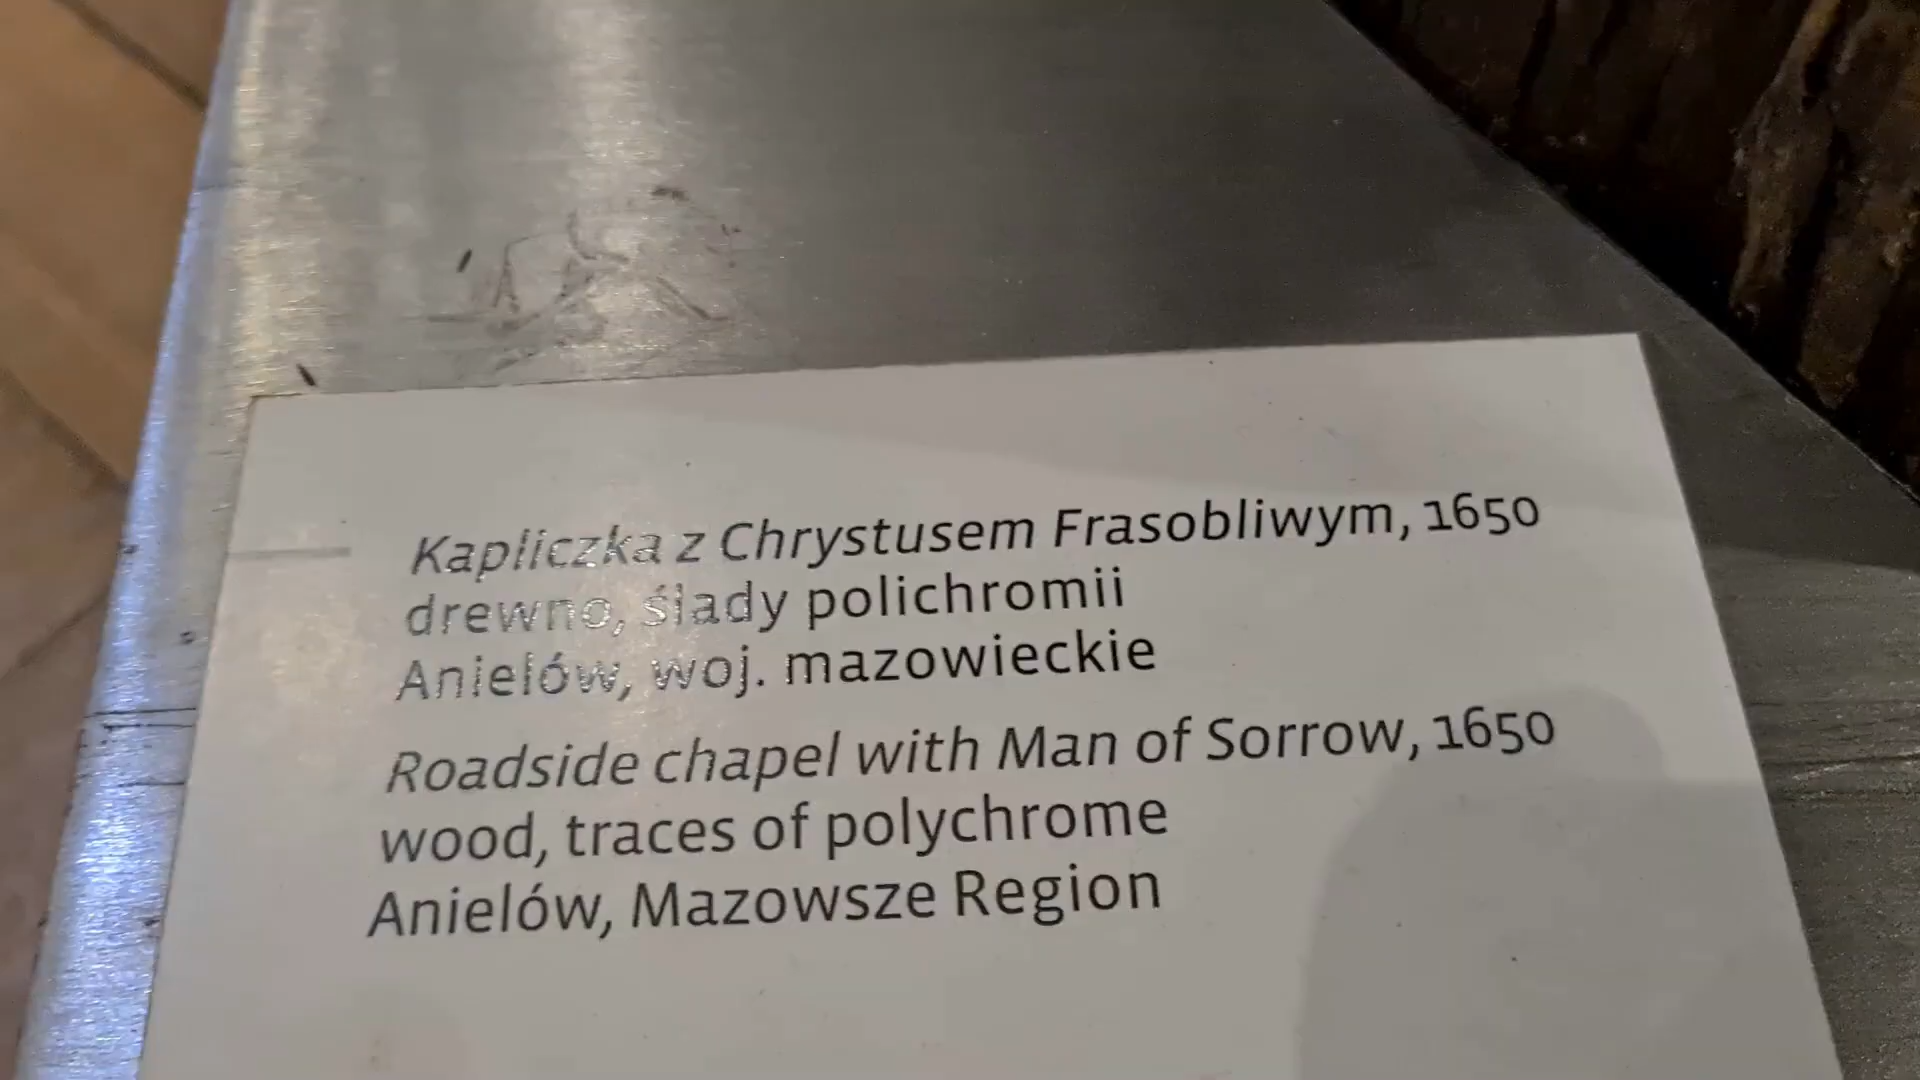 Kapliczka z Chrystusem Frasobliwym, 1650
drewno, ślady polichromii
Anielów, woj. mazowieckie
Roadside chapel with Man of Sorrow, 1650
wood, traces of polychrome
Anielów, Mazowsze Region